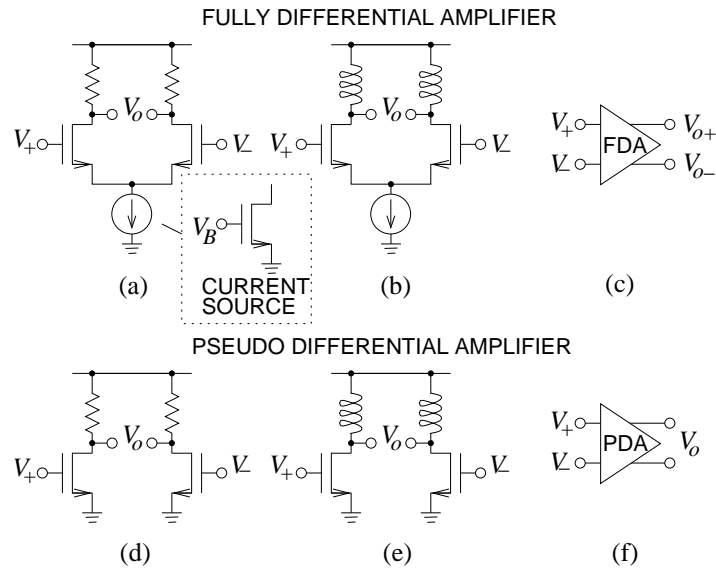 FULLY DIFFERENTIAL AMPLIFIER
Vo Vo
V+ V− V+ V− V+ FDA Vo+
V− Vo−
VB
CURRENT
SOURCE
(a) (b) (c)
PSEUDO DIFFERENTIAL AMPLIFIER
Vo Vo
V+ V− V+ V− V+ PDA Vo
V−
(d) (e) (f)